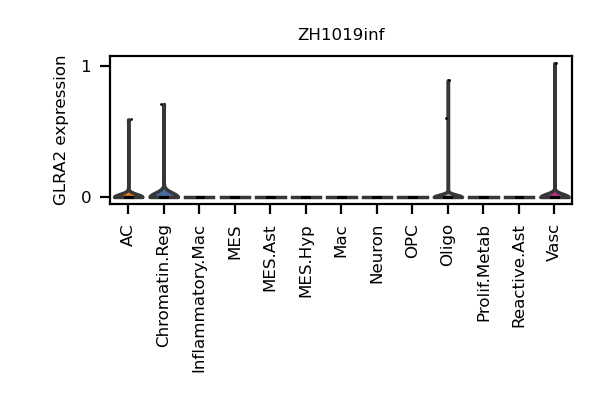 ZH1019inf
GLRA2 expression
1
0
AC
Chromatin.Reg
Inflammatory.Mac
MES
MES.Ast
MES.Hyp
Mac
Neuron
OPC
Oligo
Prolif.Metab
Reactive.Ast
Vasc